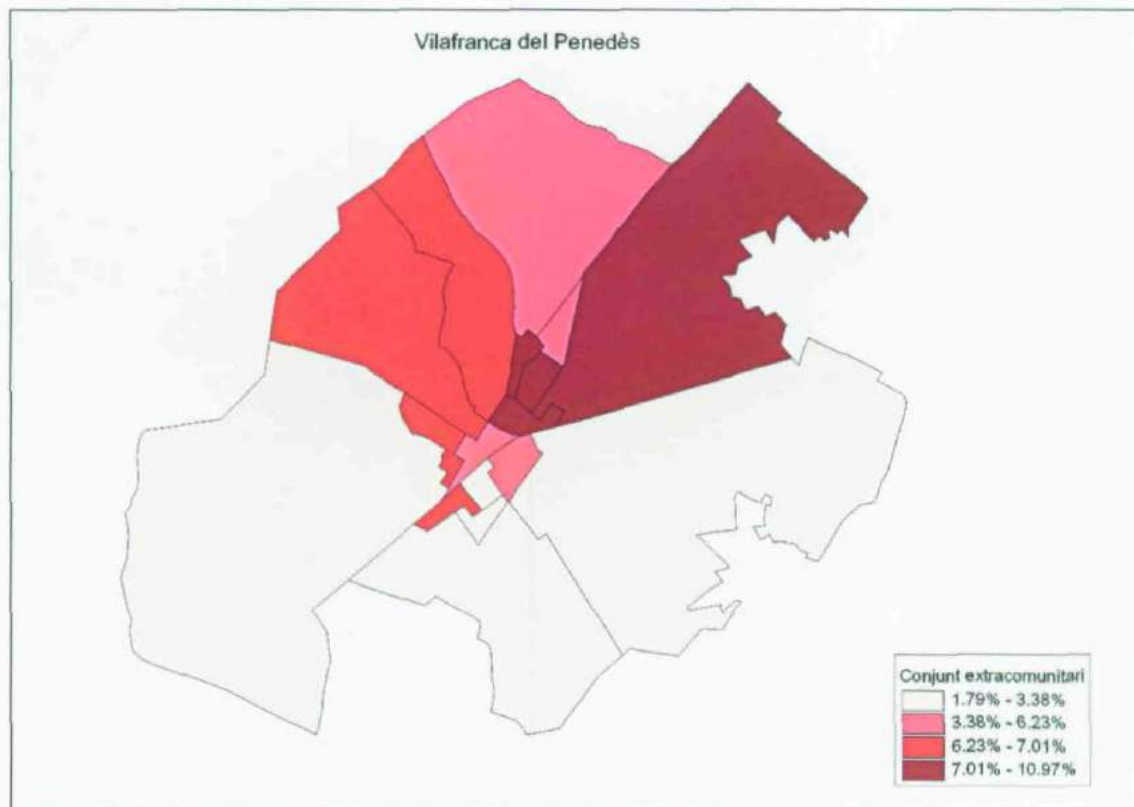 Vilafranca del Penedès
Conjunt extracomunitari
1.79% - 3.38%
3.38% - 6.23%
6.23% - 7.01%
7.01% - 10.97%